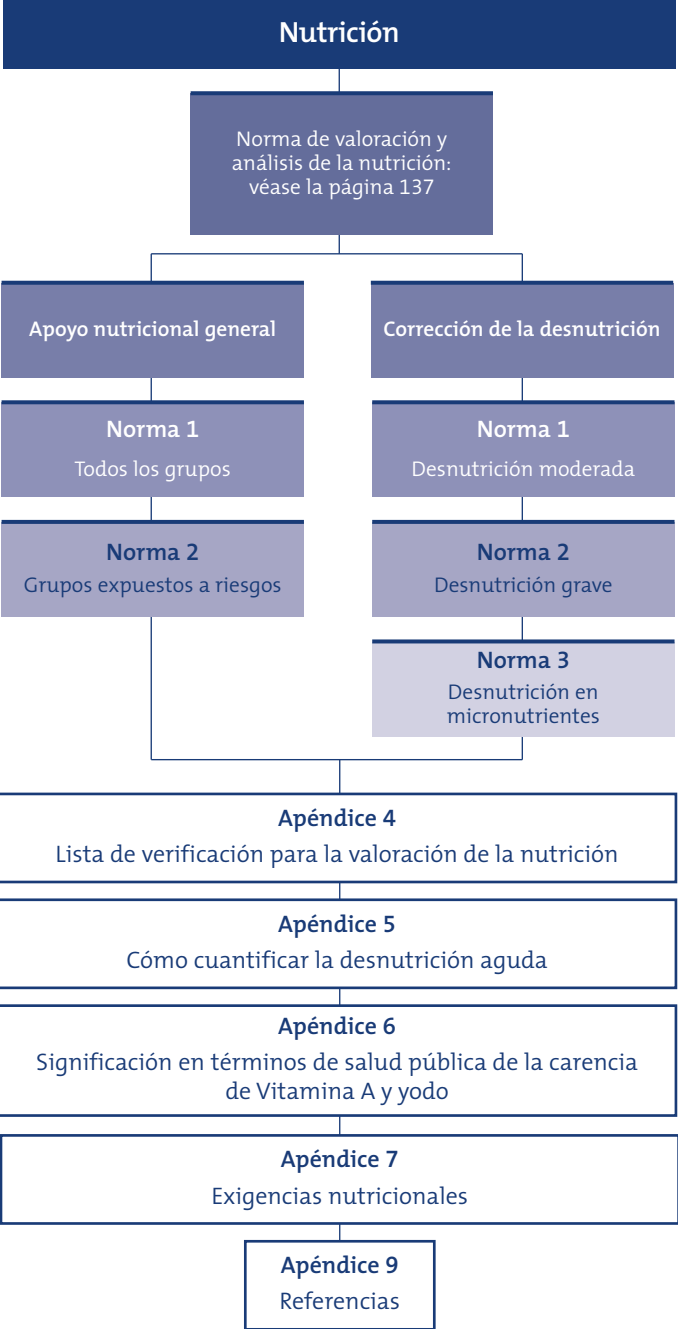 Nutrición
Norma de valoración y
análisis de la nutrición:
véase la página 137
Apoyo nutricional general
Corrección de la desnutrición
Norma 1
Todos los grupos
Norma 1
Desnutrición moderada
Norma 2
Grupos expuestos a riesgos
Norma 2
Desnutrición grave
Norma 3
Desnutrición en
micronutrientes
Apéndice 4
Lista de verificación para la valoración de la nutrición
Apéndice 5
Cómo cuantificar la desnutrición aguda
Apéndice 6
Significación en términos de salud pública de la carencia
de Vitamina A y yodo
Apéndice 7
Exigencias nutricionales
Apéndice 9
Referencias